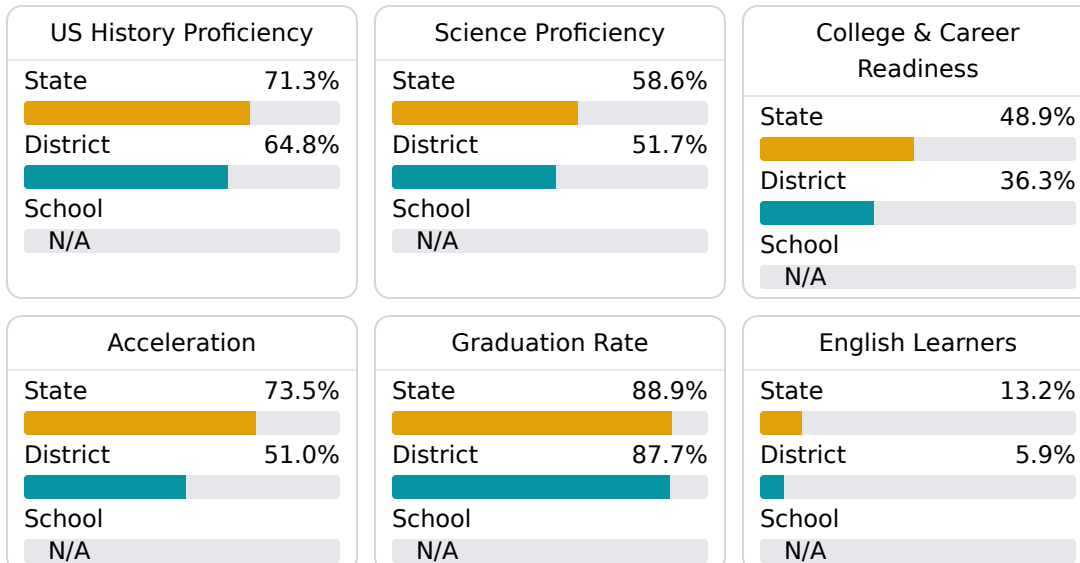 US History Proficiency
State 71.3%
District 64.8%
School
N/A
Science Proficiency
State 58.6%
District 51.7%
School
N/A
College & Career
Readiness
State 48.9%
District 36.3%
School
N/A
Acceleration
State 73.5%
District 51.0%
School
N/A
Graduation Rate
State 88.9%
District 87.7%
School
N/A
English Learners
State 13.2%
District 5.9%
School
N/A